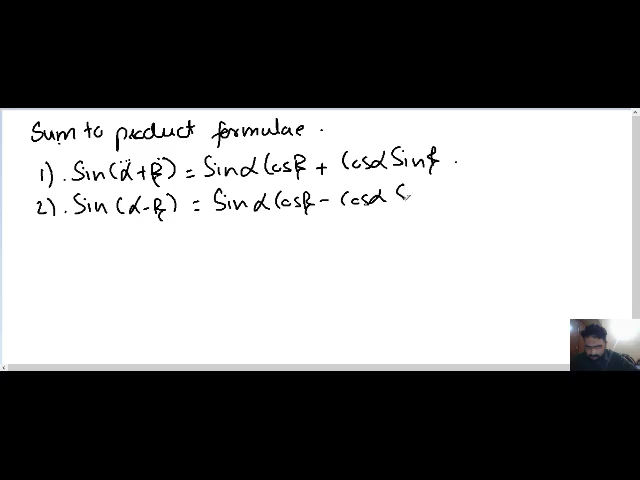 Sum to product formulae.
1). Sin(α+β) = Sinα Cosβ + Cosα Sinβ.
2). Sin(α-β) = Sinα Cosβ - Cosα S